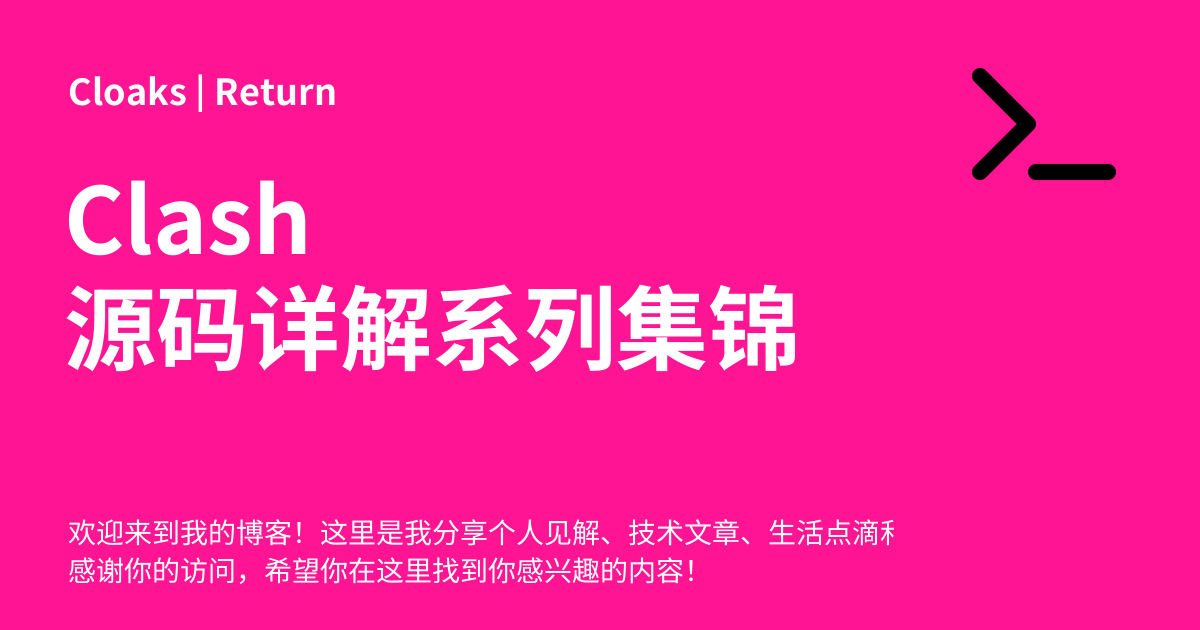 Cloaks | Return
Clash
源码详解系列集锦
欢迎来到我的博客！这里是我分享个人见解、技术文章、生活点滴
感谢你的访问，希望你在这里找到你感兴趣的内容！